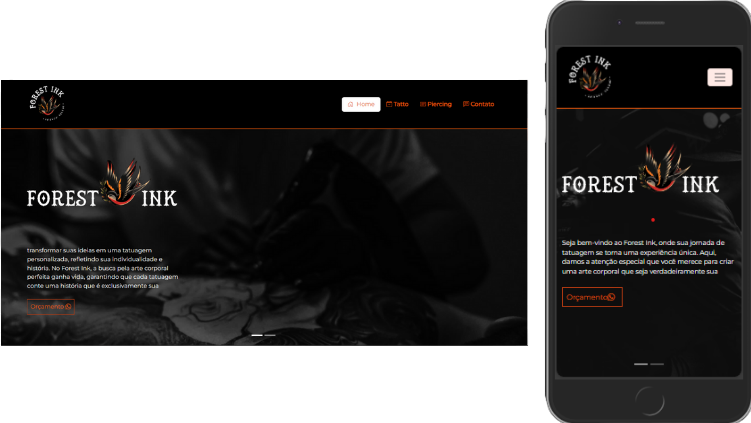 FOREST INK
Home Tatto Piercing Contato
FOREST INK
transformar suas ideias em uma tatuagem
personalizada, refletindo sua individualidade e
história. No Forest Ink, a busca pela arte corporal
perfeita ganha vida, garantindo que cada tatuagem
conte uma história que é exclusivamente sua
Orçamento
FOREST INK
FOREST INK
Seja bem-vindo ao Forest Ink, onde sua jornada de
tatuagem se torna uma experiência única. Aqui,
damos a atenção especial que você merece para criar
uma arte corporal que seja verdadeiramente sua
Orçamento